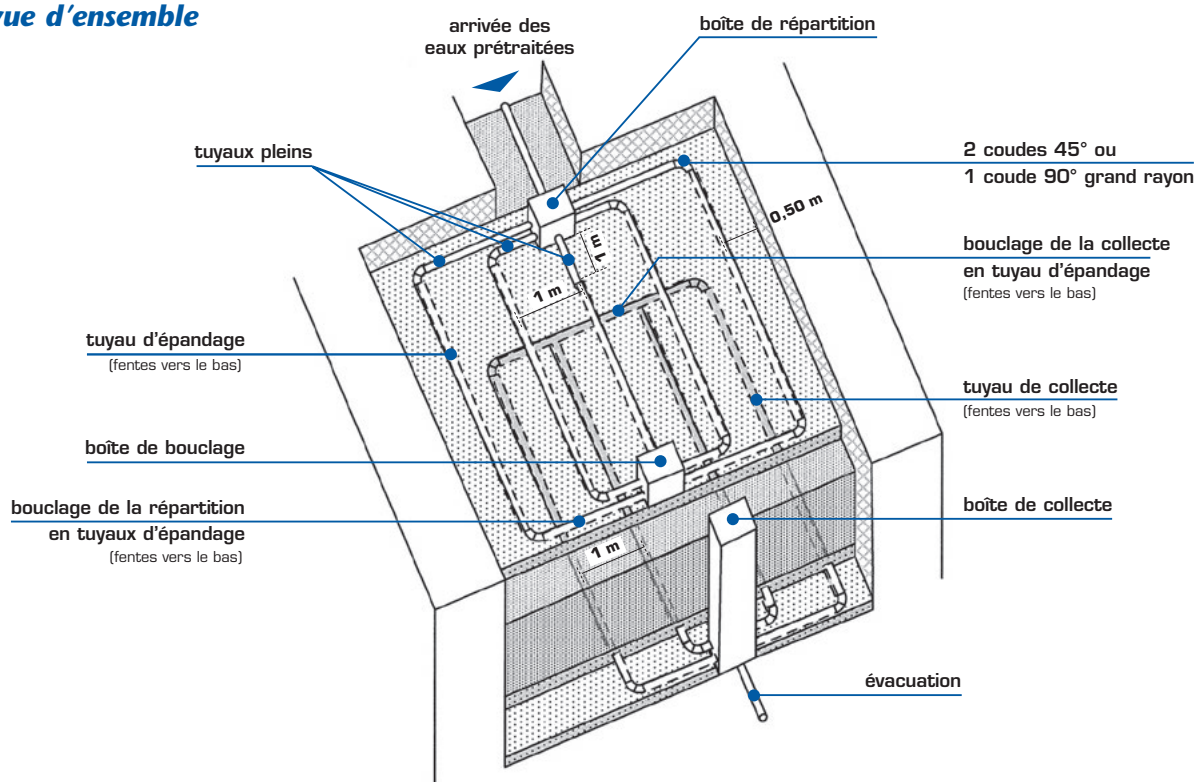 vue d'ensemble
arrivée des
eaux prétraitées
boîte de répartition
tuyaux pleins
2 coudes 45° ou
1 coude 90° grand rayon
0,50 m
1 m
1 m
bouclage de la collecte
en tuyau d'épandage
(fentes vers le bas)
tuyau d'épandage
(fentes vers le bas)
tuyau de collecte
(fentes vers le bas)
boîte de bouclage
bouclage de la répartition
en tuyaux d'épandage
(fentes vers le bas)
boîte de collecte
1 m
évacuation